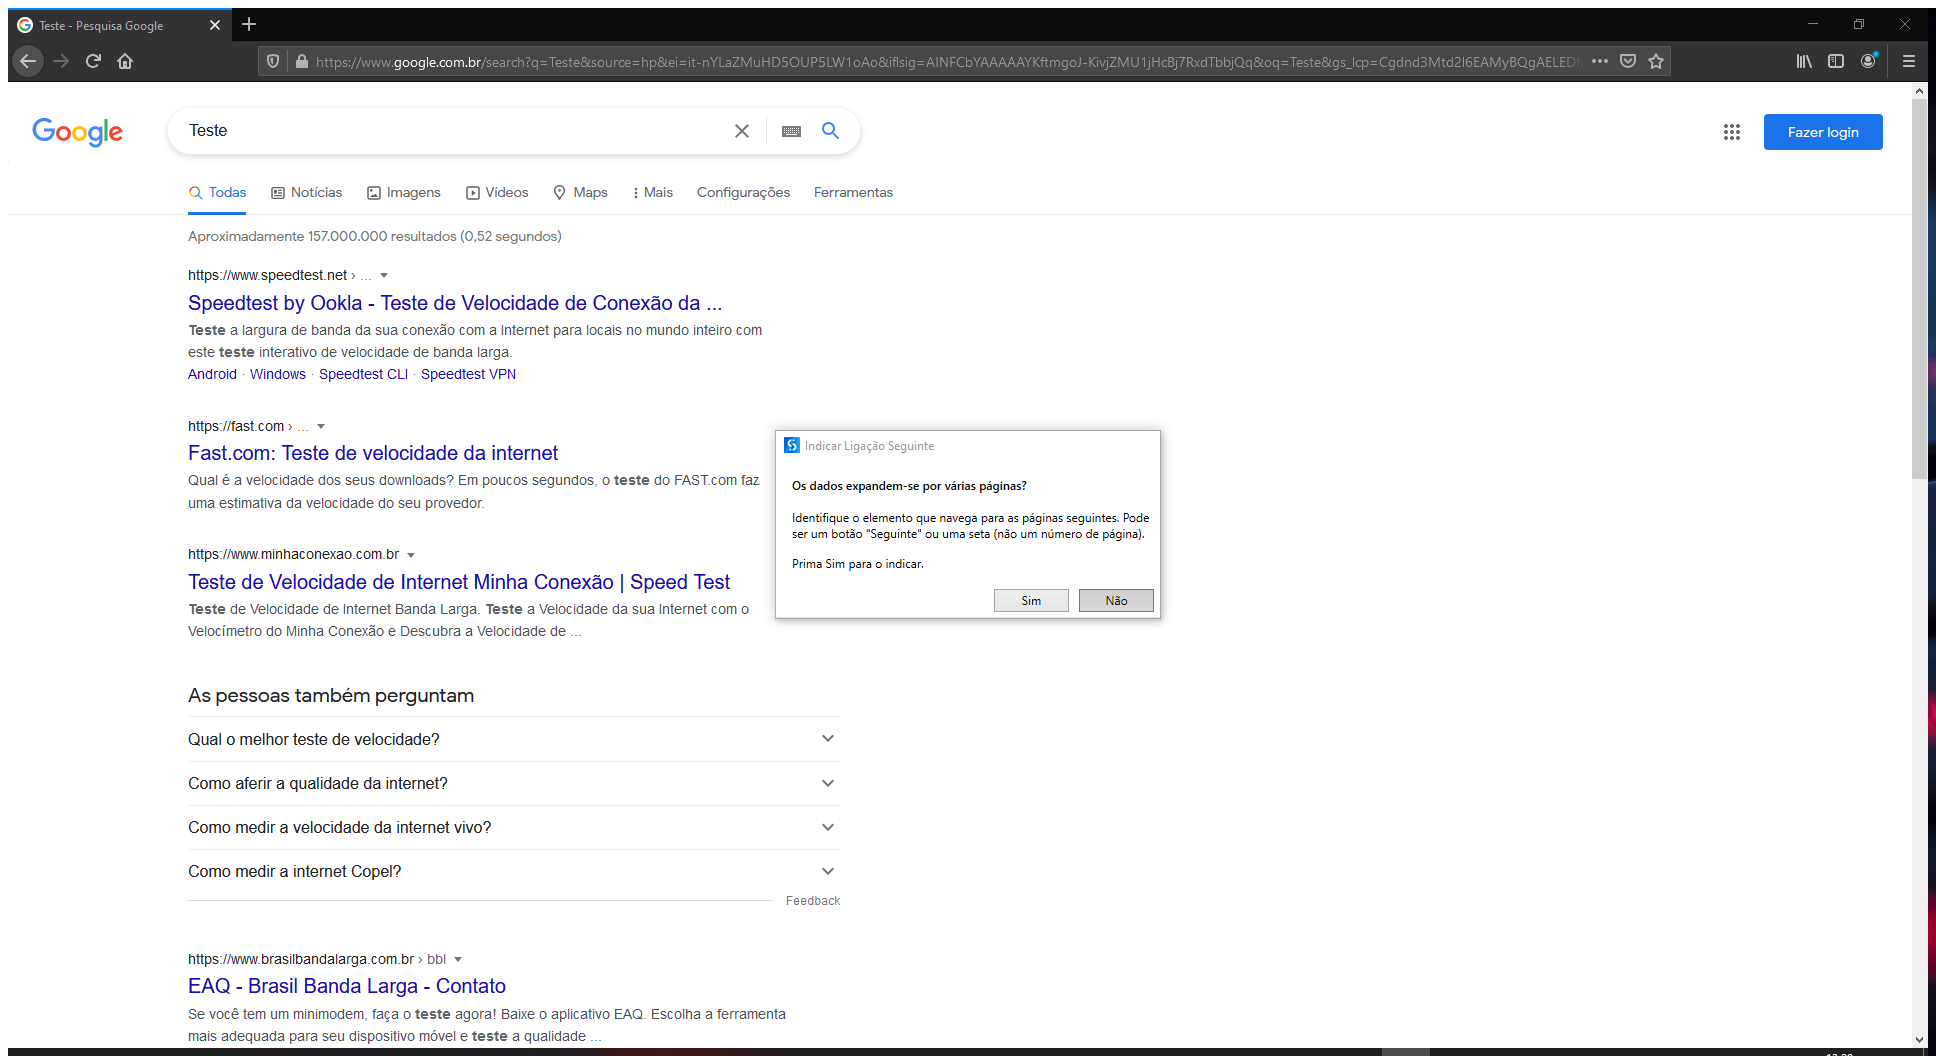 Teste - Pesquisa Google
https://www.google.com.br/search?q=Teste&source=hp&ei=it-nYLaZMuHD5OUP5LW1oAo&iflsig=AINFCbYAAAAAYKftmgoJ-KivjZMU1jHcBj7RxdTbbjQq&oq=Teste&gs_lcp=Cgdnd3Mtd2l6EAMyBQgAELEDM
Google
Teste
Fazer login
Todas Notícias Imagens Vídeos Maps Mais Configurações Ferramentas
Aproximadamente 157.000.000 resultados (0,52 segundos)
https://www.speedtest.net › ...
Speedtest by Ookla - Teste de Velocidade de Conexão da ...
Teste a largura de banda da sua conexão com a Internet para locais no mundo inteiro com
este teste interativo de velocidade de banda larga.
Android · Windows · Speedtest CLI · Speedtest VPN
https://fast.com › ...
Fast.com: Teste de velocidade da internet
Qual é a velocidade dos seus downloads? Em poucos segundos, o teste do FAST.com faz
uma estimativa da velocidade do seu provedor.
https://www.minhaconexao.com.br
Teste de Velocidade de Internet Minha Conexão | Speed Test
Teste de Velocidade de Internet Banda Larga. Teste a Velocidade da sua Internet com o
Velocímetro do Minha Conexão e Descubra a Velocidade de ...
Indicar Ligação Seguinte
Os dados expandem-se por várias páginas?
Identifique o elemento que navega para as páginas seguintes. Pode
ser um botão "Seguinte" ou uma seta (não um número de página).
Prima Sim para o indicar.
Sim
Não
As pessoas também perguntam
Qual o melhor teste de velocidade?
Como aferir a qualidade da internet?
Como medir a velocidade da internet vivo?
Como medir a internet Copel?
Feedback
https://www.brasilbandalarga.com.br › bbl
EAQ - Brasil Banda Larga - Contato
Se você tem um minimodem, faça o teste agora! Baixe o aplicativo EAQ. Escolha a ferramenta
mais adequada para seu dispositivo móvel e teste a qualidade ...